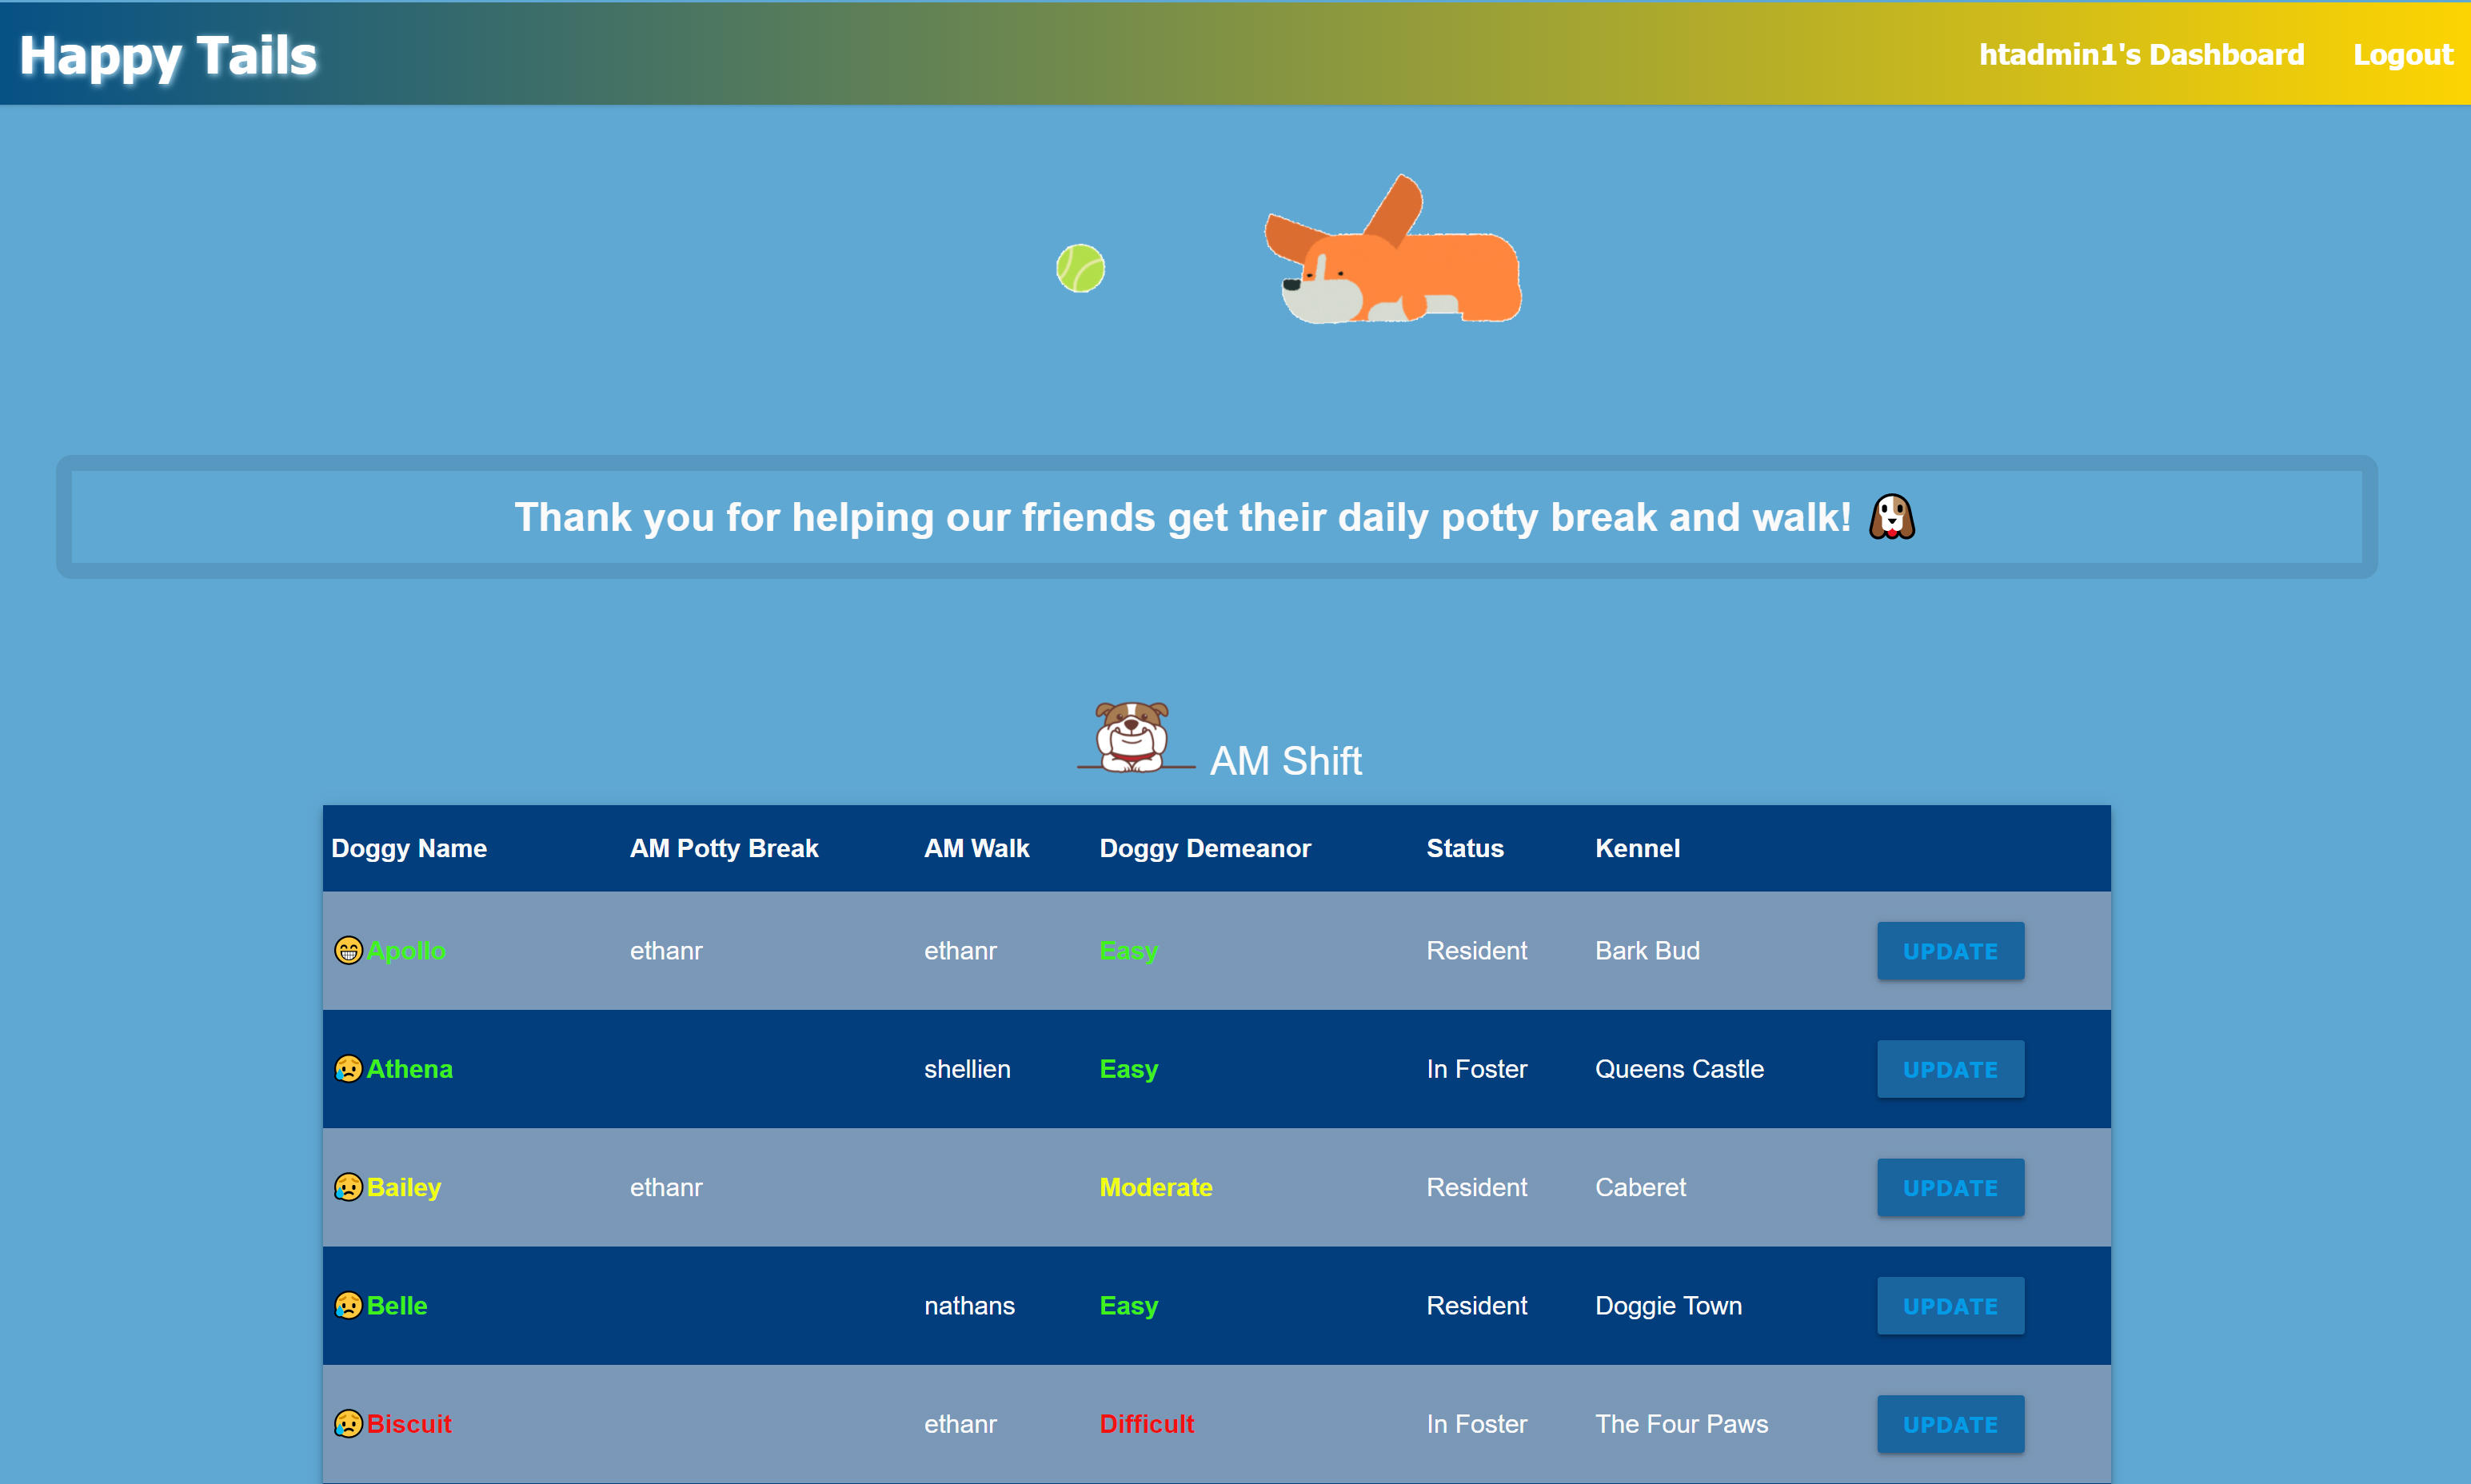 Happy Tails htadmin1's Dashboard Logout
Thank you for helping our friends get their daily potty break and walk!
AM Shift
Doggy Name AM Potty Break AM Walk Doggy Demeanor Status Kennel
Apollo ethanr ethanr Easy Resident Bark Bud UPDATE
Athena shellien Easy In Foster Queens Castle UPDATE
Bailey ethanr Moderate Resident Caberet UPDATE
Belle nathans Easy Resident Doggie Town UPDATE
Biscuit ethanr Difficult In Foster The Four Paws UPDATE